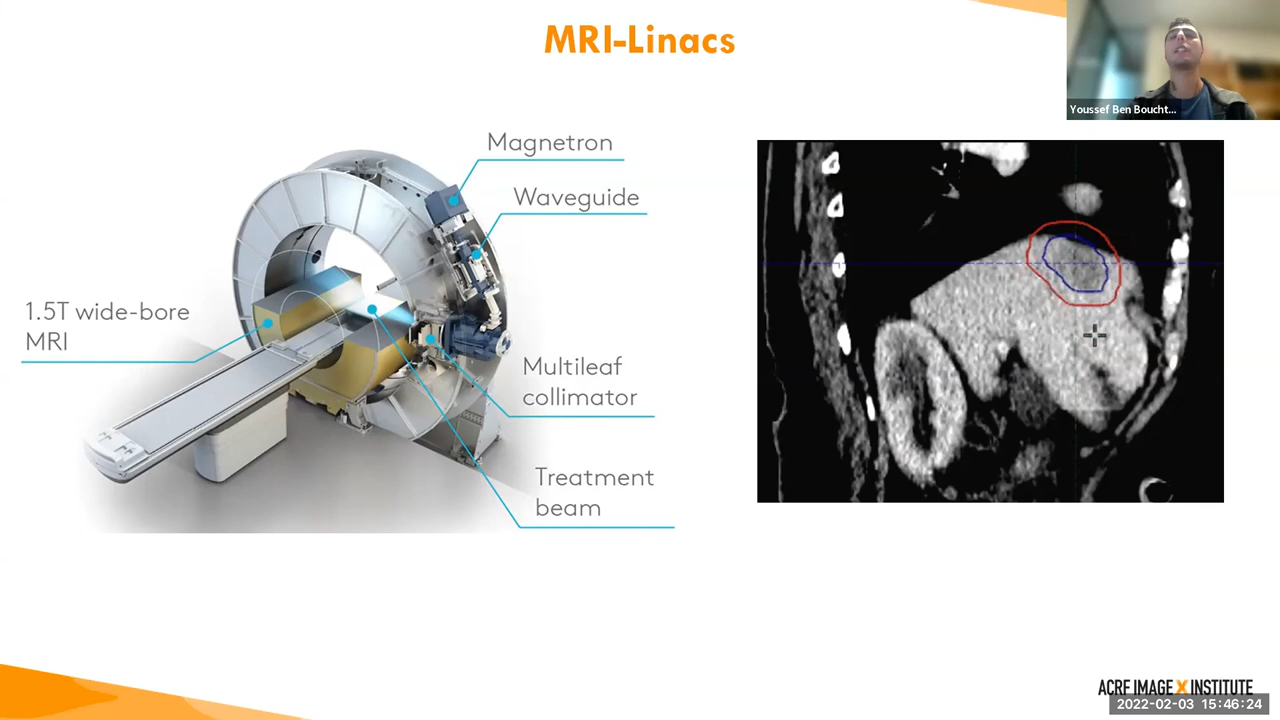 MRI-Linacs
Youssef Ben Boucht...
Magnetron
Waveguide
1.5T wide-bore
MRI
Multileaf
collimator
Treatment
beam
ACRF IMAGE X INSTITUTE
2022-02-03 15:46:24